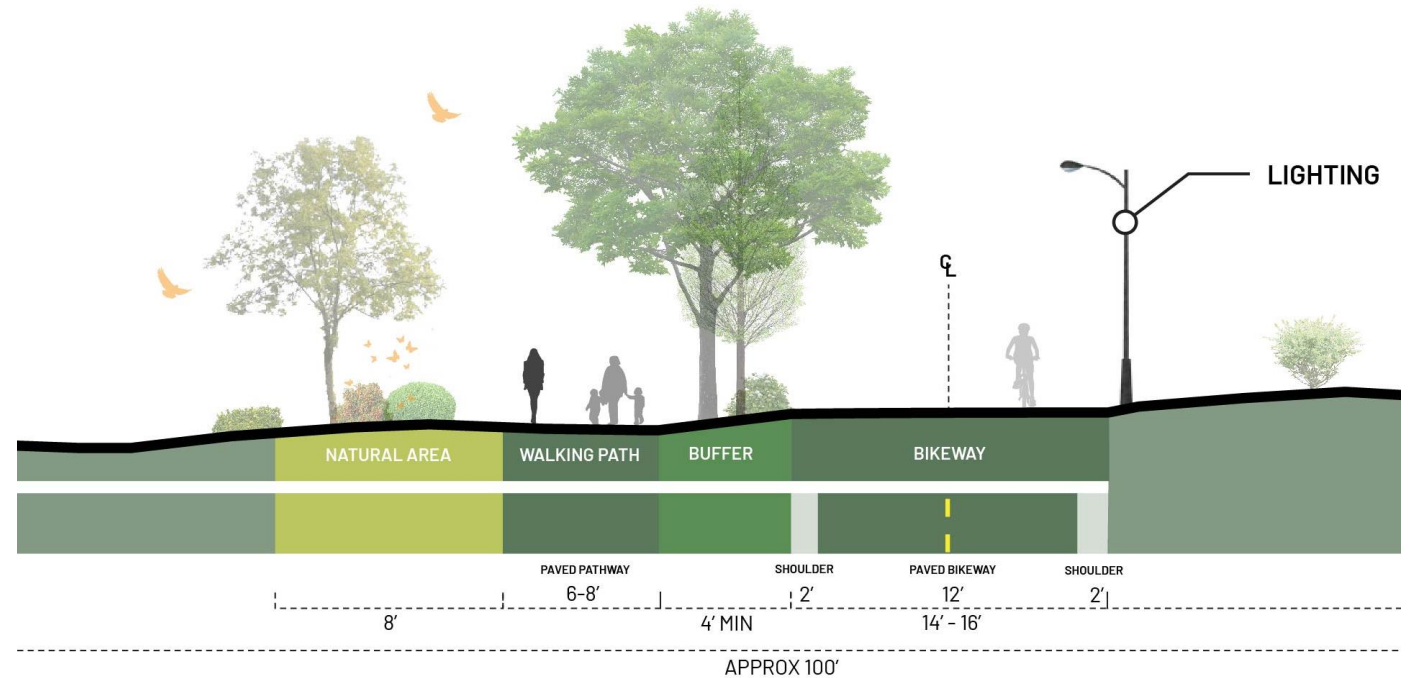 LIGHTING
℄
NATURAL AREA
WALKING PATH
BUFFER
BIKEWAY
PAVED PATHWAY
SHOULDER
PAVED BIKEWAY
SHOULDER
6-8’
2’
12’
2’
8’
4’ MIN
14’ - 16’
APPROX 100’